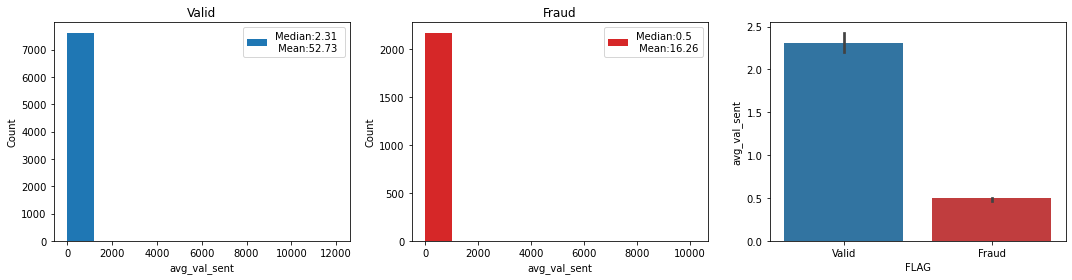 Valid
Count
7000
6000
5000
4000
3000
2000
1000
0
0 2000 4000 6000 8000 10000 12000
avg_val_sent
Median:2.31
Mean:52.73
Fraud
Count
2000
1500
1000
500
0
0 2000 4000 6000 8000 10000
avg_val_sent
Median:0.5
Mean:16.26
avg_val_sent
2.5
2.0
1.5
1.0
0.5
0.0
Valid Fraud
FLAG